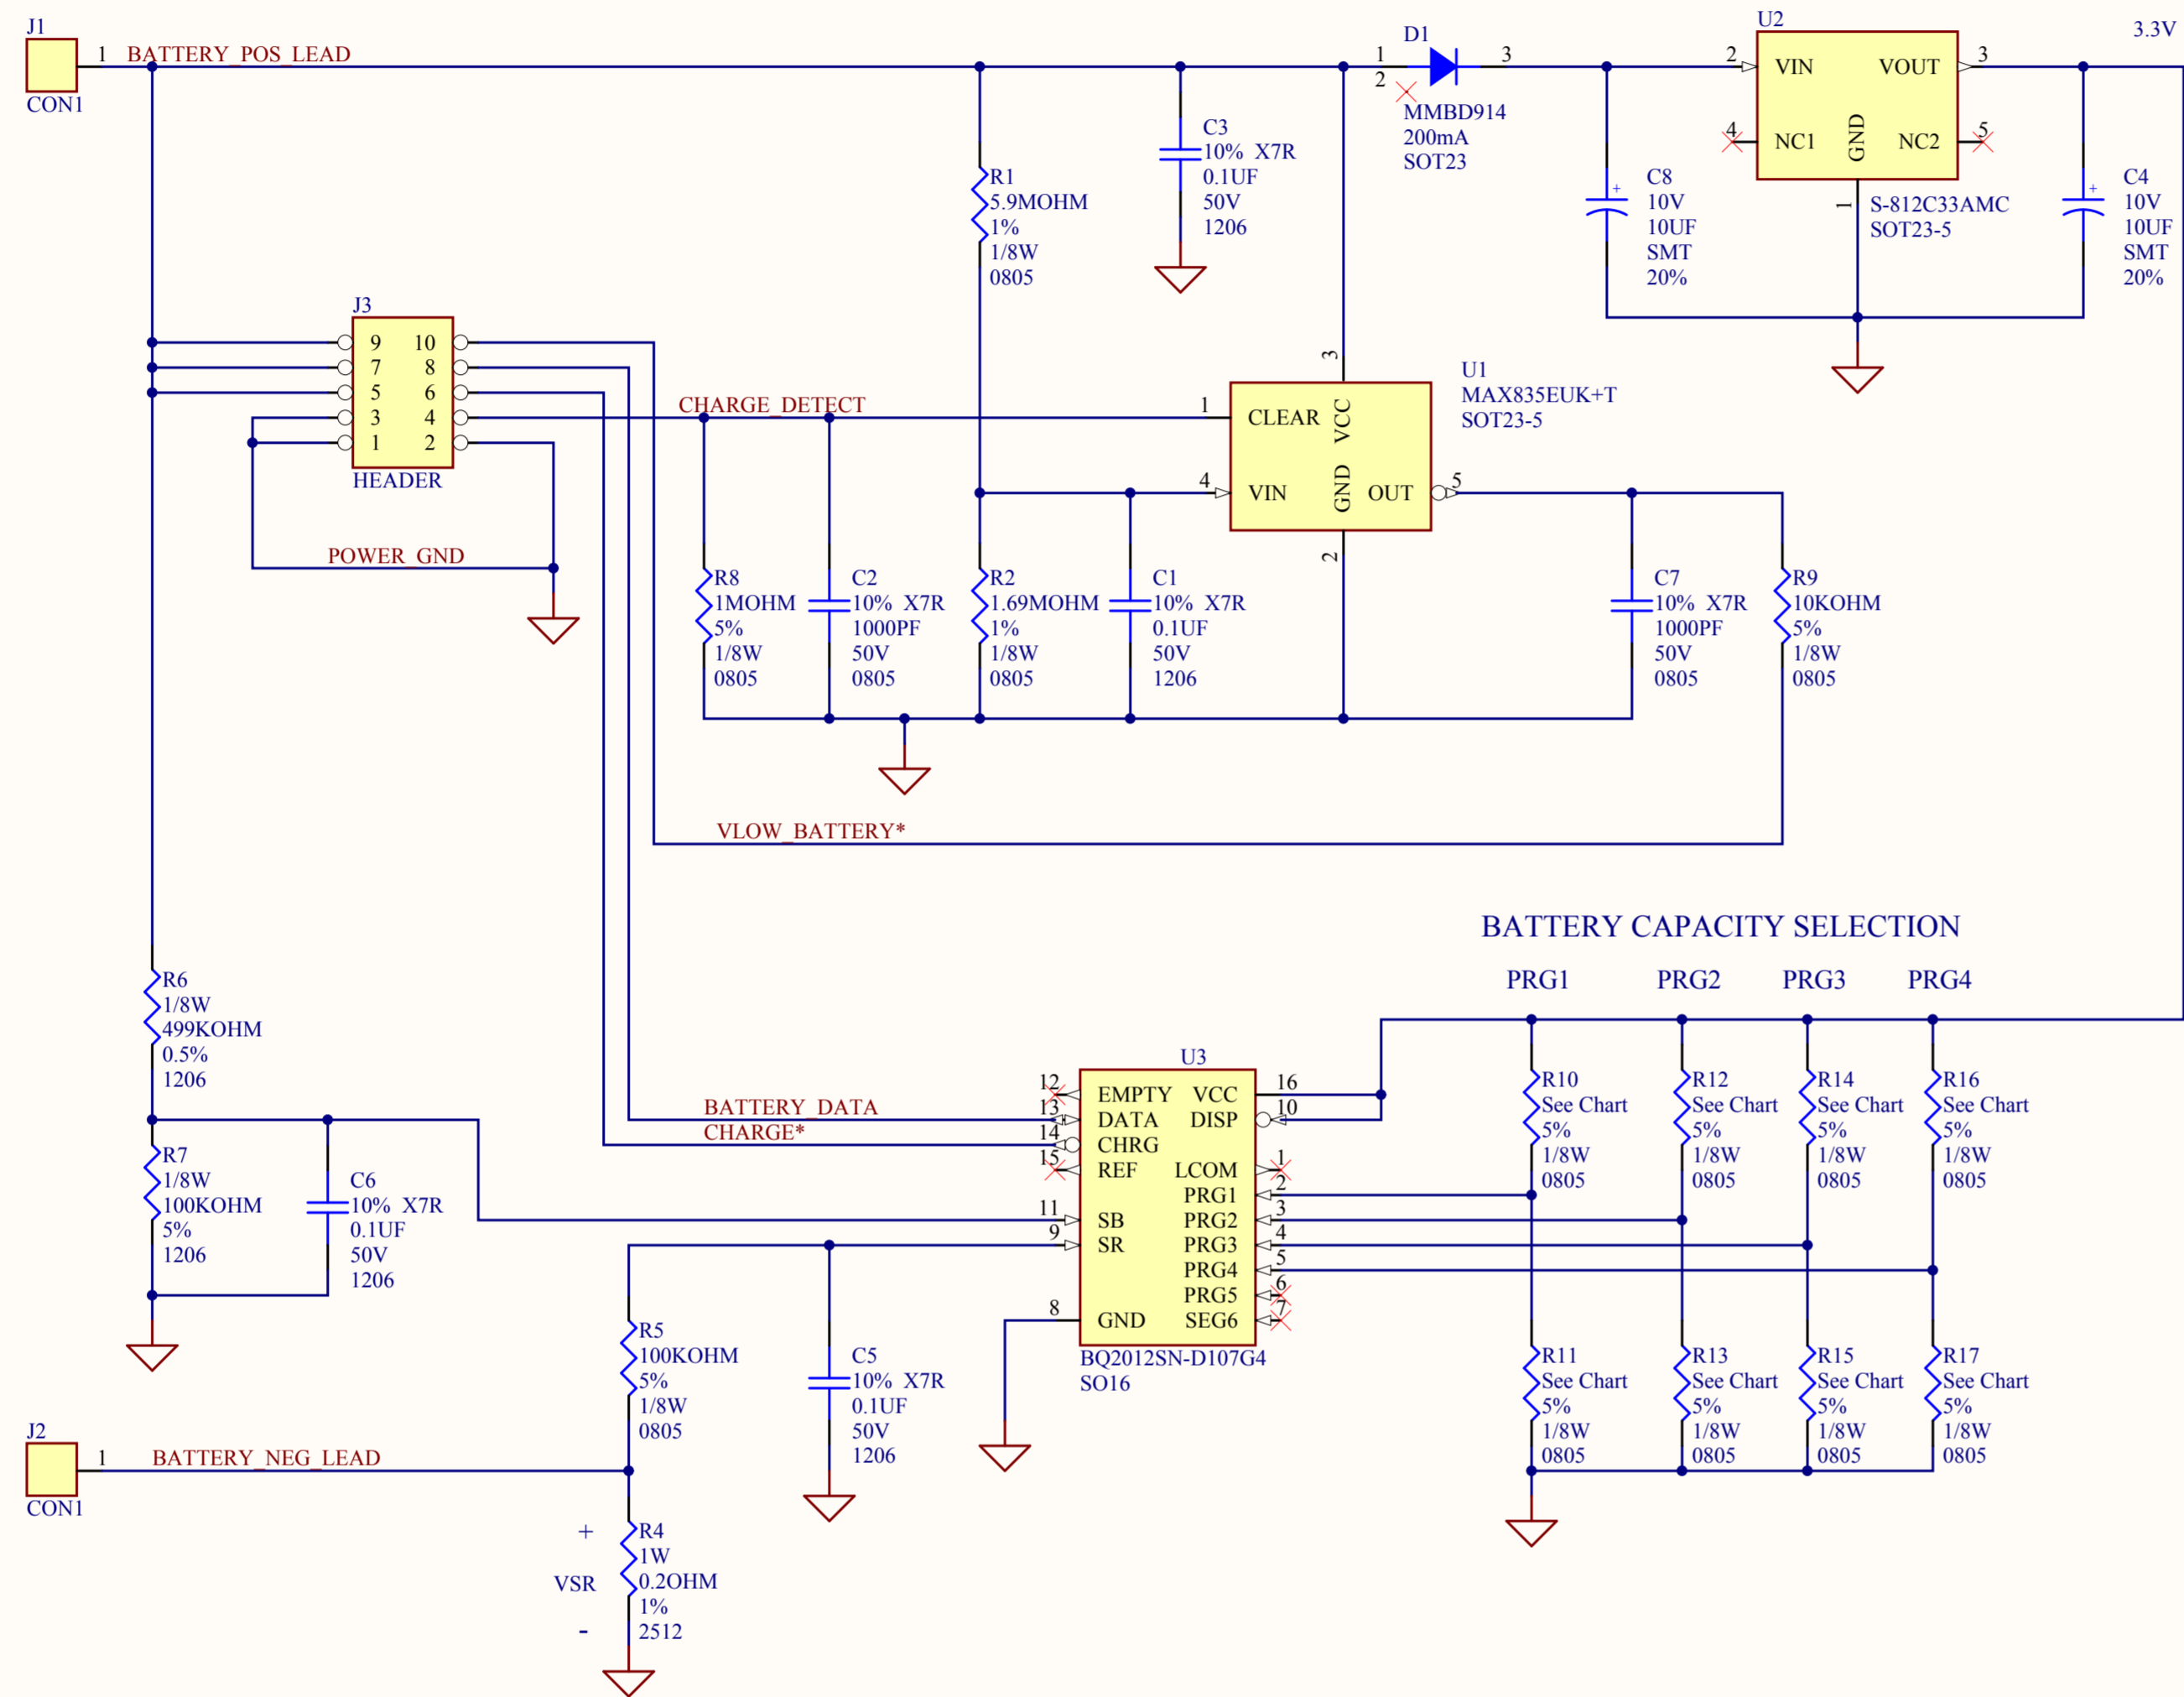 J1
1 BATTERY_POS_LEAD
CON1
D1
1
2
3
MMBD914
200mA
SOT23
U2
2 VIN VOUT 3
4 NC1 GND NC2 5
1
S-812C33AMC
SOT23-5
3.3V
C3
10% X7R
0.1UF
50V
1206
R1
5.9MOHM
1%
1/8W
0805
C8
+
10V
10UF
SMT
20%
C4
+
10V
10UF
SMT
20%
J3
9 10
7 8
5 6
3 4
1 2
HEADER
POWER_GND
CHARGE_DETECT
U1
MAX835EUK+T
SOT23-5
3
1 CLEAR VCC
4 VIN GND OUT 5
2
R8
1MOHM
5%
1/8W
0805
C2
10% X7R
1000PF
50V
0805
R2
1.69MOHM
1%
1/8W
0805
C1
10% X7R
0.1UF
50V
1206
C7
10% X7R
1000PF
50V
0805
R9
10KOHM
5%
1/8W
0805
VLOW_BATTERY*
BATTERY CAPACITY SELECTION
PRG1 PRG2 PRG3 PRG4
R6
1/8W
499KOHM
0.5%
1206
R7
1/8W
100KOHM
5%
1206
C6
10% X7R
0.1UF
50V
1206
BATTERY_DATA
CHARGE*
U3
12 EMPTY VCC 16
13 DATA DISP 10
14 CHRG
15 REF LCOM 1
PRG1 2
11 SB PRG2 3
9 SR PRG3 4
PRG4 5
PRG5 6
8 GND SEG6 7
BQ2012SN-D107G4
SO16
R10
See Chart
5%
1/8W
0805
R12
See Chart
5%
1/8W
0805
R14
See Chart
5%
1/8W
0805
R16
See Chart
5%
1/8W
0805
R11
See Chart
5%
1/8W
0805
R13
See Chart
5%
1/8W
0805
R15
See Chart
5%
1/8W
0805
R17
See Chart
5%
1/8W
0805
R5
100KOHM
5%
1/8W
0805
C5
10% X7R
0.1UF
50V
1206
J2
1 BATTERY_NEG_LEAD
CON1
+
VSR
-
R4
1W
0.2OHM
1%
2512